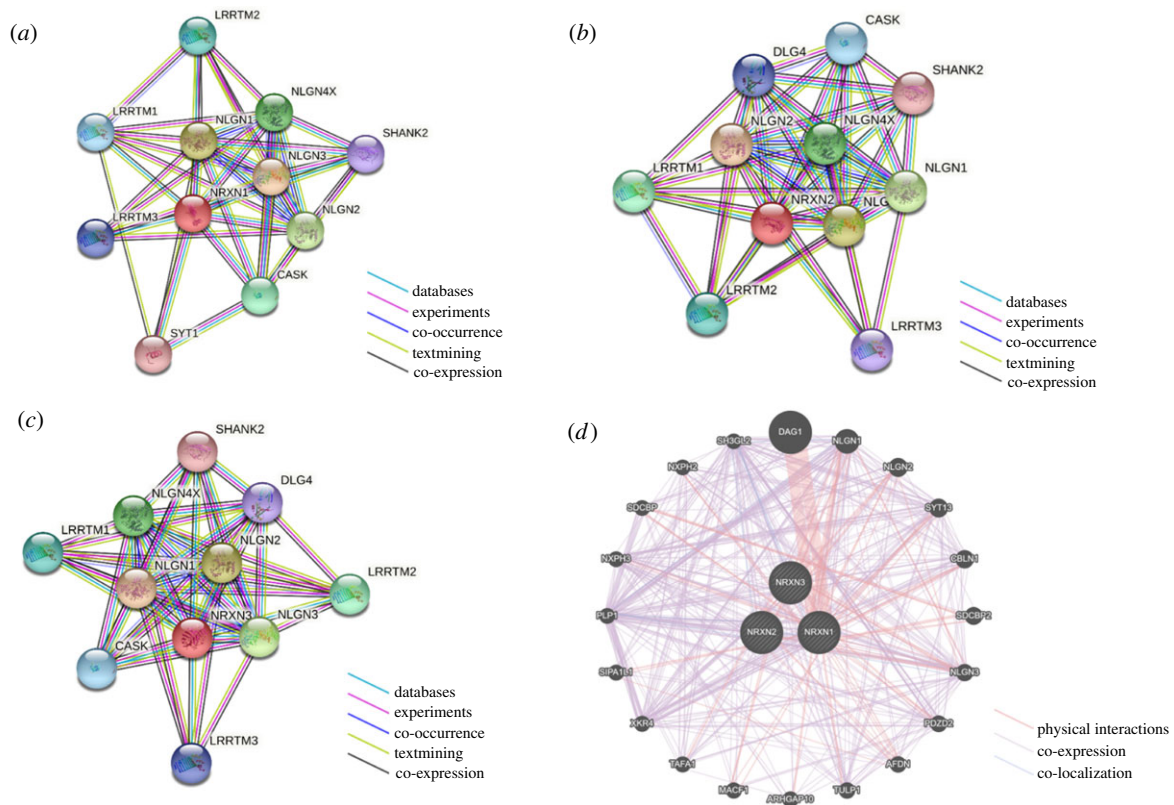 (a)
LRRTM2
NLGN4X
LRRTM1
NLGN1
SHANK2
NLGN3
NRXN1
LRRTM3
NLGN2
CASK
SYT1
databases
experiments
co-occurrence
textmining
co-expression
(b)
CASK
DLG4
SHANK2
NLGN2
NLGN4X
NLGN1
LRRTM1
NRXN2
LRRTM2
LRRTM3
databases
experiments
co-occurrence
textmining
co-expression
(c)
SHANK2
NLGN4X
DLG4
LRRTM1
NLGN2
NLGN1
LRRTM2
NRXN3
NLGN3
CASK
LRRTM3
databases
experiments
co-occurrence
textmining
co-expression
(d)
DAG1
SH3GL2
NLGN1
NXPH2
NLGN2
SDCBP
SYT13
NXPH3
CBLN1
NRXN3
PLP1
SDCBP2
NRXN2
NRXN1
SIPA1L1
NLGN3
XKR4
PDZD2
TAFA1
AFDN
MACF1
TULP1
ARHGAP10
physical interactions
co-expression
co-localization